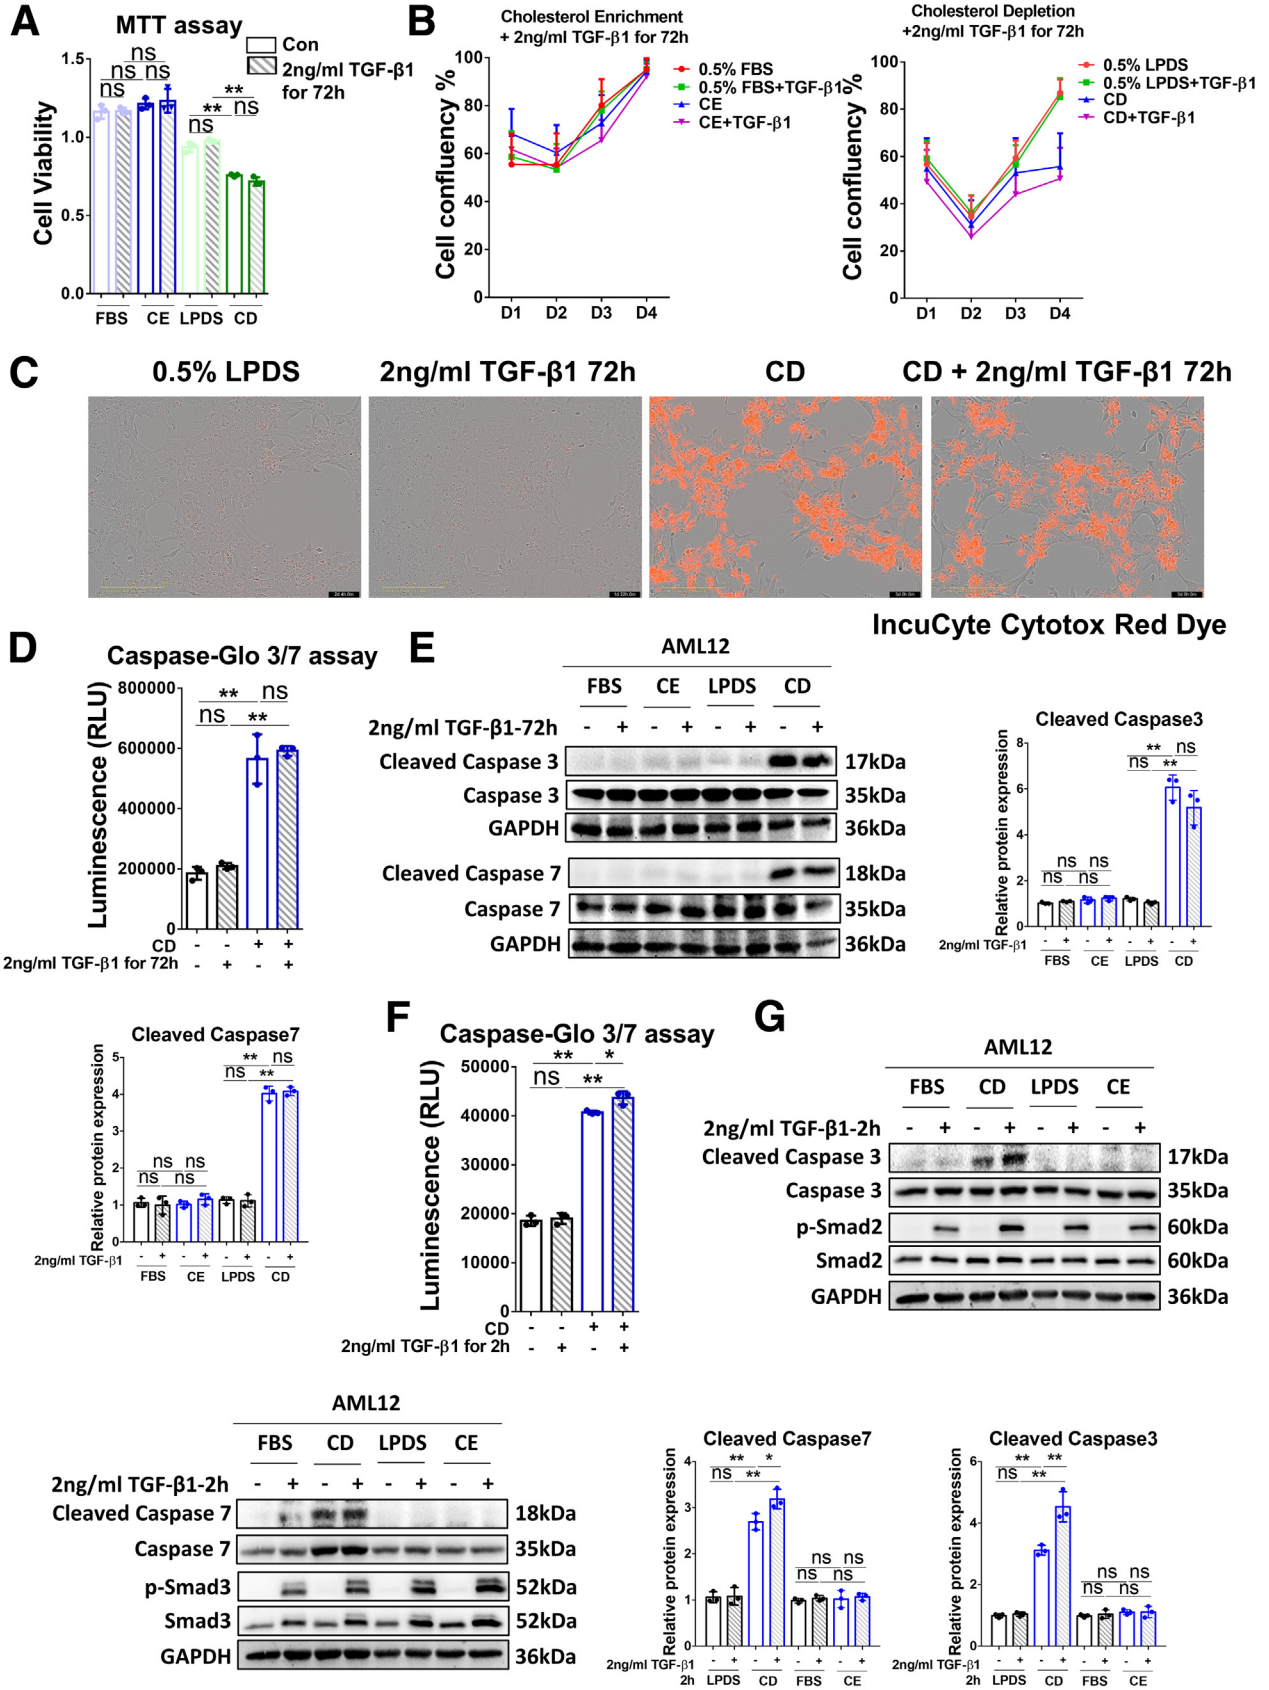 A
MTT assay
Con
2ng/ml TGF-β1
for 72h
Cell Viability
1.5
1.0
0.5
0.0
ns
ns ns
**
** ns
ns
FBS CE LPDS CD
B
Cholesterol Enrichment
+ 2ng/ml TGF-β1 for 72h
Cell confluency %
100
80
60
40
20
0
D1 D2 D3 D4
0.5% FBS
0.5% FBS+TGF-β1
CE
CE+TGF-β1
Cholesterol Depletion
+2ng/ml TGF-β1 for 72h
Cell confluency %
100
80
60
40
20
0
D1 D2 D3 D4
0.5% LPDS
0.5% LPDS+TGF-β1
CD
CD+TGF-β1
C
0.5% LPDS 2ng/ml TGF-β1 72h CD CD + 2ng/ml TGF-β1 72h
2d 4h 0m 1d 22h 0m 3d 0h 0m 3d 0h 0m
IncuCyte Cytotox Red Dye
D
Caspase-Glo 3/7 assay
Luminescence (RLU)
800000
600000
400000
200000
0
** ns
ns **
CD - - + +
2ng/ml TGF-β1 for 72h - + - +
E
AML12
FBS CE LPDS CD
2ng/ml TGF-β1-72h - + - + - + - +
Cleaved Caspase 3 17kDa
Caspase 3 35kDa
GAPDH 36kDa
Cleaved Caspase 7 18kDa
Caspase 7 35kDa
GAPDH 36kDa
Cleaved Caspase3
Relative protein expression
8
6
4
2
0
** ns
ns **
ns ns
ns ns
2ng/ml TGF-β1 - + - + - + - +
FBS CE LPDS CD
Cleaved Caspase7
Relative protein expression
5
4
3
2
1
0
** ns
ns **
ns ns
ns ns
2ng/ml TGF-β1 - + - + - + - +
FBS CE LPDS CD
F
Caspase-Glo 3/7 assay
Luminescence (RLU)
50000
40000
30000
20000
10000
0
** *
ns **
CD - - + +
2ng/ml TGF-β1 for 2h - + - +
G
AML12
FBS CD LPDS CE
2ng/ml TGF-β1-2h - + - + - + - +
Cleaved Caspase 3 17kDa
Caspase 3 35kDa
p-Smad2 60kDa
Smad2 60kDa
GAPDH 36kDa
AML12
FBS CD LPDS CE
2ng/ml TGF-β1-2h - + - + - + - +
Cleaved Caspase 7 18kDa
Caspase 7 35kDa
p-Smad3 52kDa
Smad3 52kDa
GAPDH 36kDa
Cleaved Caspase7
Relative protein expression
4
3
2
1
0
** *
ns **
ns ns
ns ns
2ng/ml TGF-β1 - + - + - + - +
2h LPDS CD FBS CE
Cleaved Caspase3
Relative protein expression
6
4
2
0
** **
ns **
ns ns
ns ns
2ng/ml TGF-β1 - + - + - + - +
2h LPDS CD FBS CE